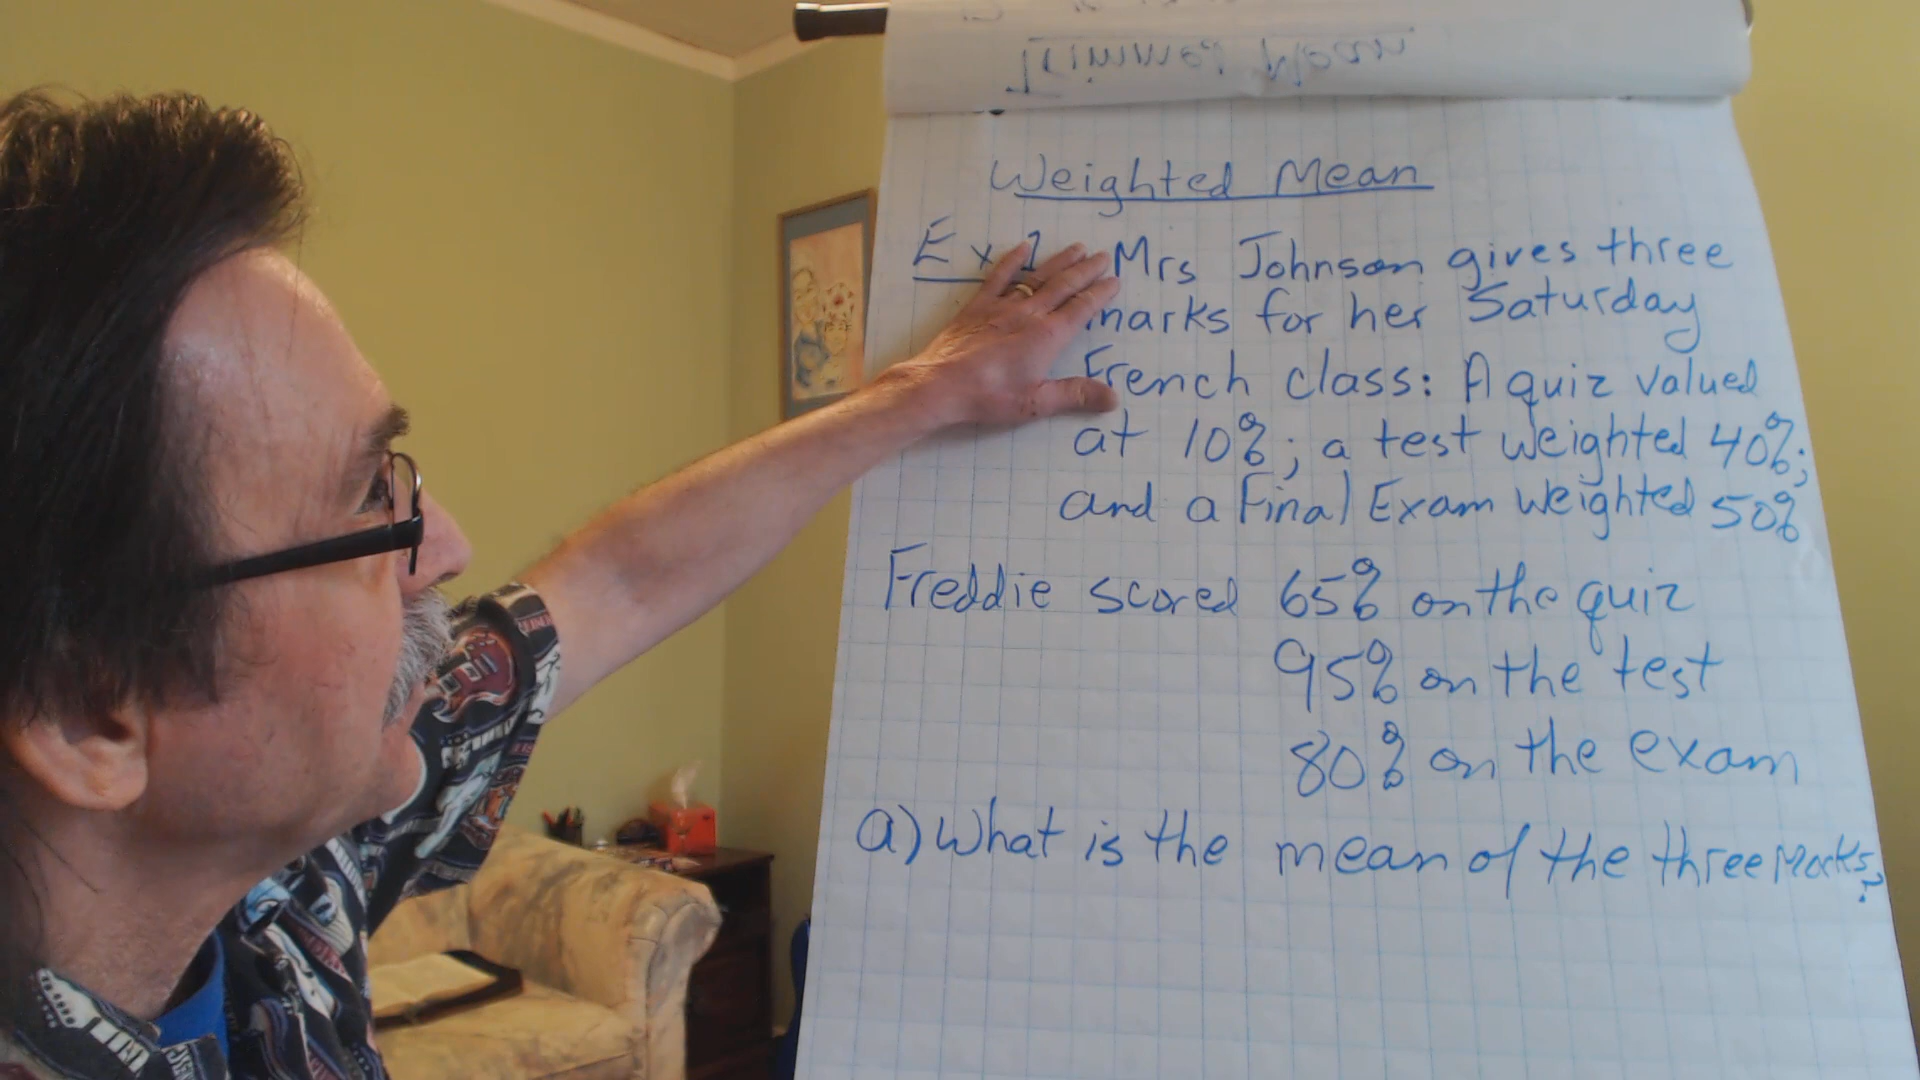 Trimmed Mean
Weighted Mean
Ex 1 Mrs Johnson gives three
marks for her Saturday
French class: A quiz valued
at 10%; a test weighted 40%;
and a Final Exam weighted 50%
Freddie scored 65% on the quiz
95% on the test
80% on the exam
a) What is the mean of the three Marks?